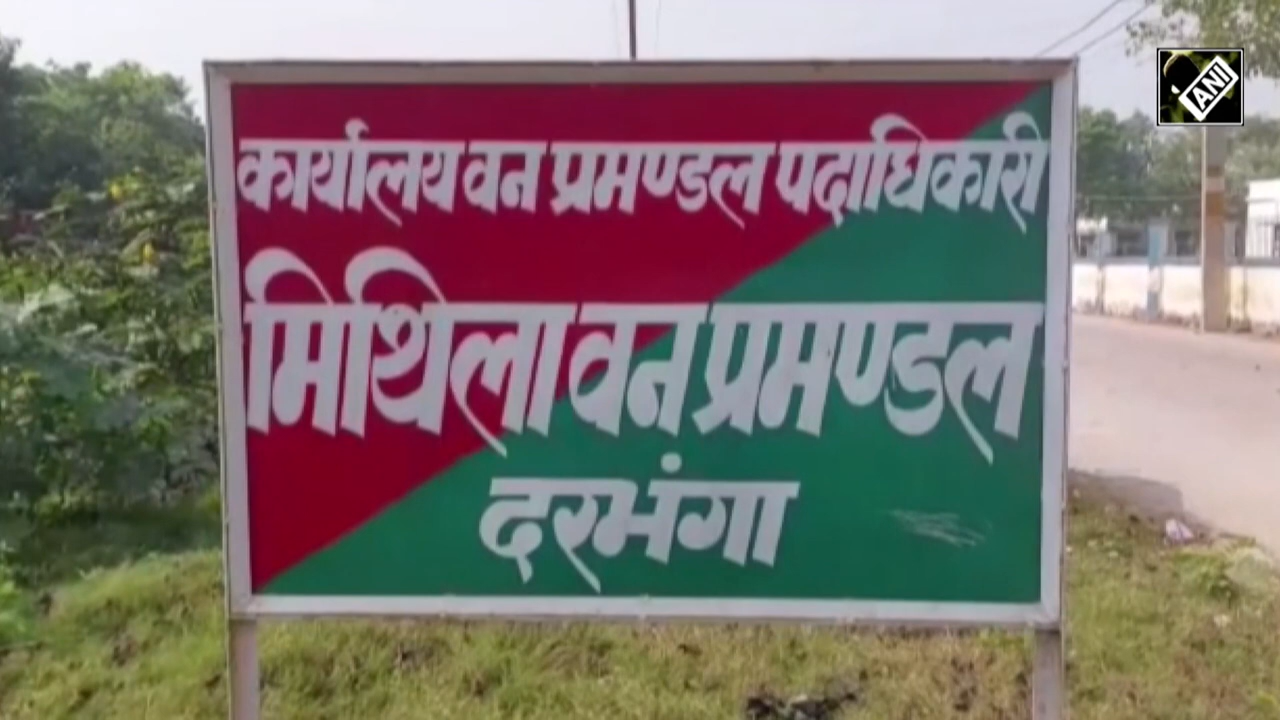 ANI
कार्यालय वन प्रमण्डल पदाधिकारी
मिथिला वन प्रमण्डल
दरभंगा